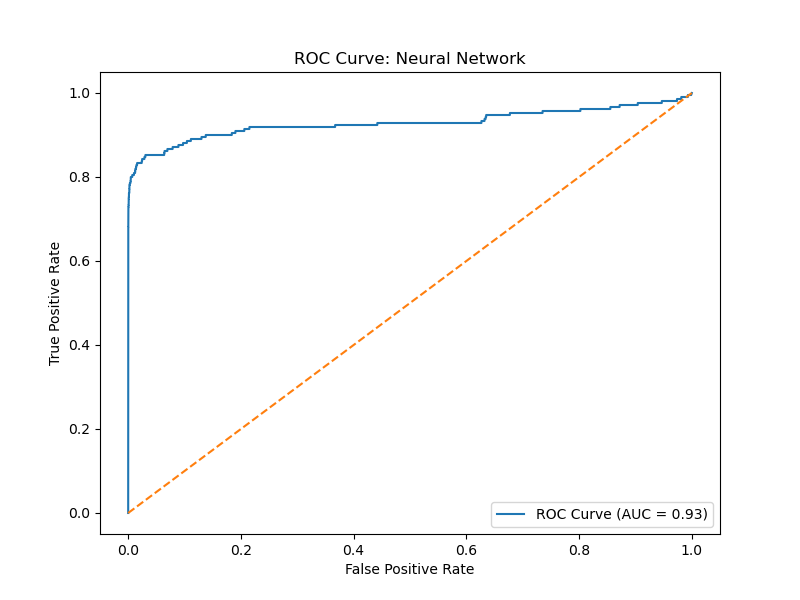 ROC Curve: Neural Network
1.0
0.8
0.6
0.4
0.2
0.0
True Positive Rate
ROC Curve (AUC = 0.93)
0.0 0.2 0.4 0.6 0.8 1.0
False Positive Rate